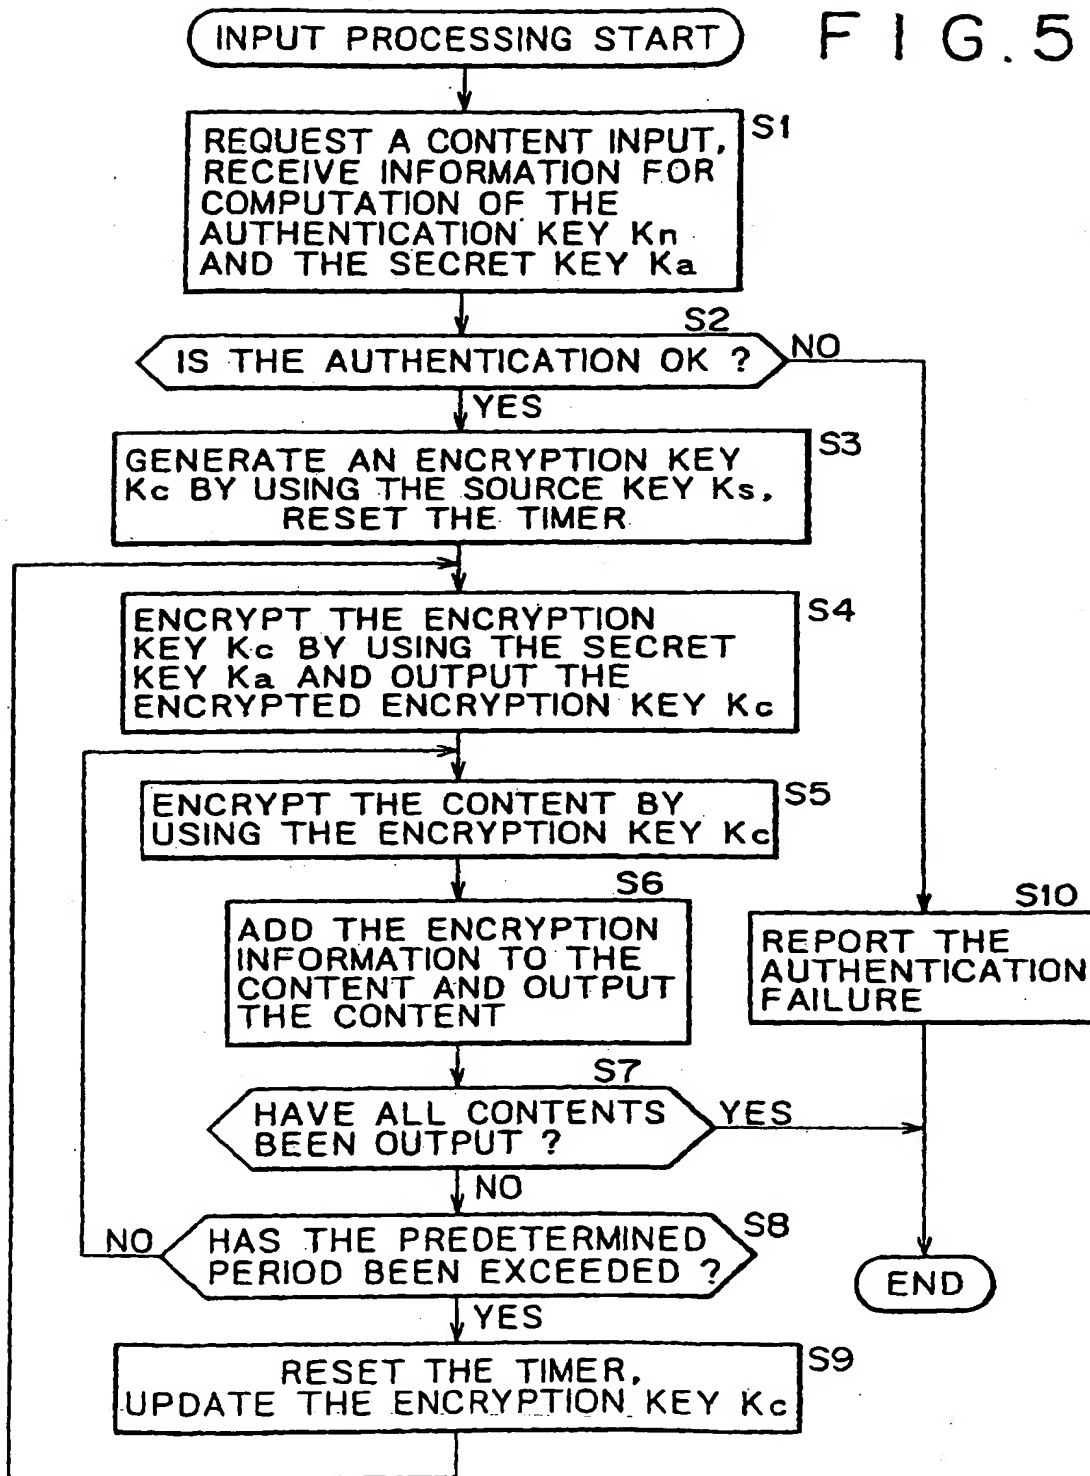 INPUT PROCESSING START
FIG.5
S1
REQUEST A CONTENT INPUT,
RECEIVE INFORMATION FOR
COMPUTATION OF THE
AUTHENTICATION KEY Kn
AND THE SECRET KEY Ka
S2
IS THE AUTHENTICATION OK ?
NO
YES
S3
GENERATE AN ENCRYPTION KEY
Kc BY USING THE SOURCE KEY Ks,
RESET THE TIMER
S4
ENCRYPT THE ENCRYPTION
KEY Kc BY USING THE SECRET
KEY Ka AND OUTPUT THE
ENCRYPTED ENCRYPTION KEY Kc
S5
ENCRYPT THE CONTENT BY
USING THE ENCRYPTION KEY Kc
S6
ADD THE ENCRYPTION
INFORMATION TO THE
CONTENT AND OUTPUT
THE CONTENT
S10
REPORT THE
AUTHENTICATION
FAILURE
S7
HAVE ALL CONTENTS
BEEN OUTPUT ?
YES
NO
S8
HAS THE PREDETERMINED
PERIOD BEEN EXCEEDED ?
NO
YES
END
S9
RESET THE TIMER,
UPDATE THE ENCRYPTION KEY Kc